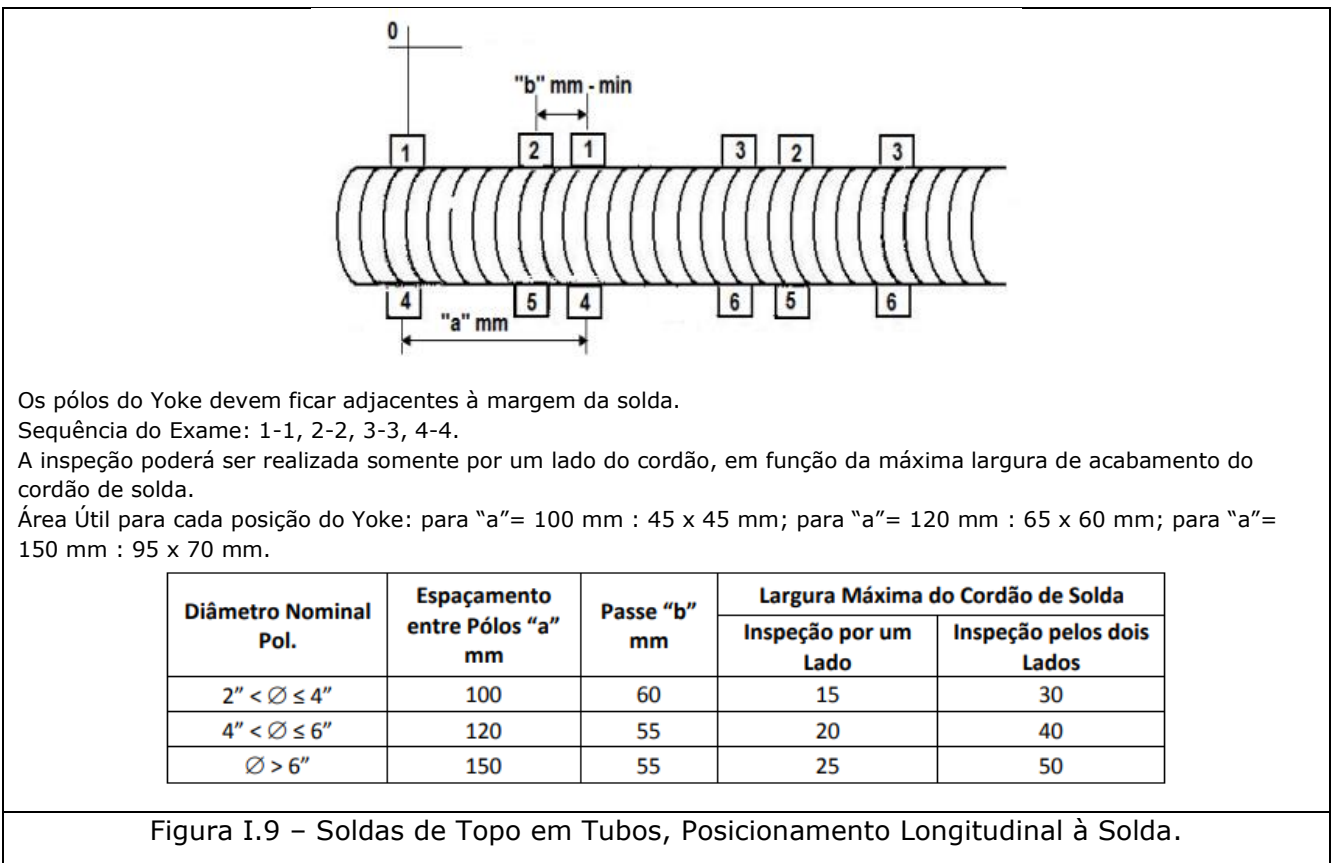 0
"b" mm - min
1 2 1 3 2 3
4 5 4 6 5 6
"a" mm
Os pólos do Yoke devem ficar adjacentes à margem da solda.
Sequência do Exame: 1-1, 2-2, 3-3, 4-4.
A inspeção poderá ser realizada somente por um lado do cordão, em função da máxima largura de acabamento do
cordão de solda.
Área Útil para cada posição do Yoke: para “a”= 100 mm : 45 x 45 mm; para “a”= 120 mm : 65 x 60 mm; para “a”=
150 mm : 95 x 70 mm.
Diâmetro Nominal
Pol.
Espaçamento
entre Pólos “a”
mm
Passe “b”
mm
Largura Máxima do Cordão de Solda
Inspeção por um
Lado
Inspeção pelos dois
Lados
2” < ∅ ≤ 4” 100 60 15 30
4” < ∅ ≤ 6” 120 55 20 40
∅ > 6” 150 55 25 50
Figura I.9 – Soldas de Topo em Tubos, Posicionamento Longitudinal à Solda.